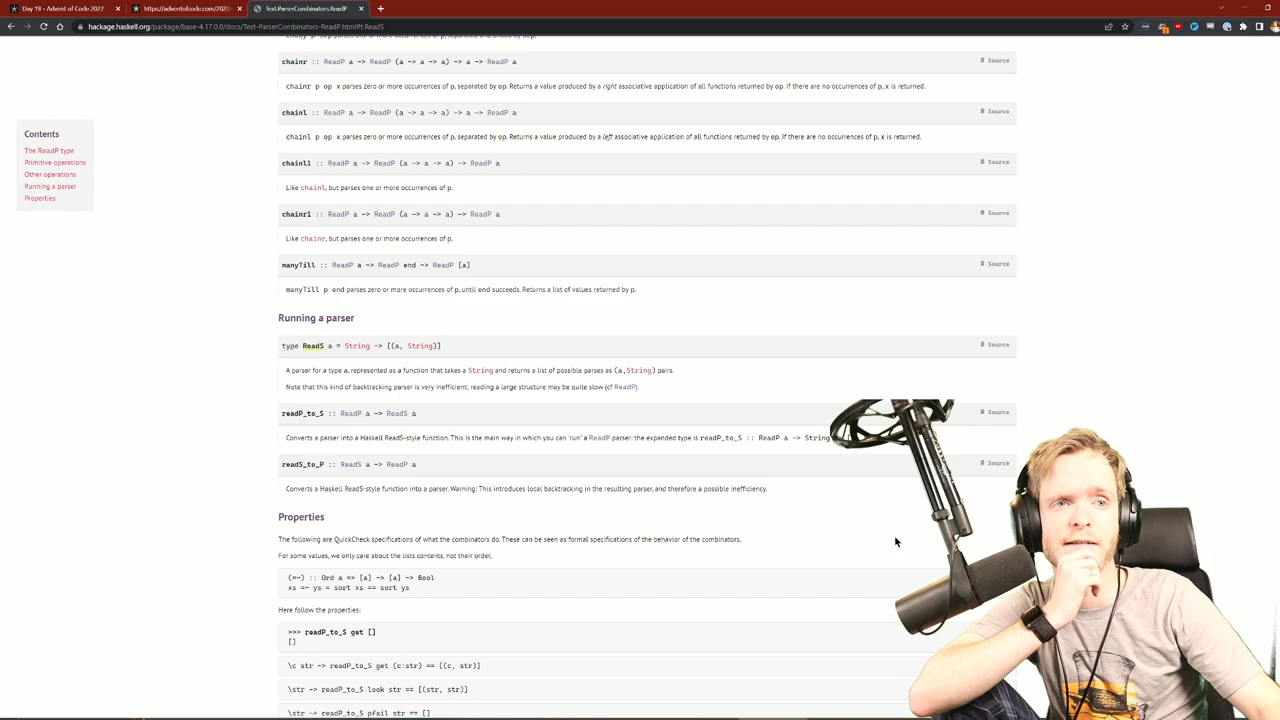 Day 19 - Advent of Code 2022
https://adventofcode.com/2022/
Text.ParserCombinators.ReadP
hackage.haskell.org/package/base-4.17.0.0/docs/Text-ParserCombinators-ReadP.html#t:ReadS
chainr :: ReadP a -> ReadP (a -> a -> a) -> a -> ReadP a
# Source
chainr p op x parses zero or more occurrences of p, separated by op. Returns a value produced by a right associative application of all functions returned by op. If there are no occurrences of p, x is returned.
chainl :: ReadP a -> ReadP (a -> a -> a) -> a -> ReadP a
# Source
chainl p op x parses zero or more occurrences of p, separated by op. Returns a value produced by a left associative application of all functions returned by op. If there are no occurrences of p, x is returned.
Contents
The ReadP type
Primitive operations
Other operations
Running a parser
Properties
chainl1 :: ReadP a -> ReadP (a -> a -> a) -> ReadP a
# Source
Like chainl, but parses one or more occurrences of p.
chainr1 :: ReadP a -> ReadP (a -> a -> a) -> ReadP a
# Source
Like chainr, but parses one or more occurrences of p.
manyTill :: ReadP a -> ReadP end -> ReadP [a]
# Source
manyTill p end parses zero or more occurrences of p, until end succeeds. Returns a list of values returned by p.
Running a parser
type ReadS a = String -> [(a, String)]
# Source
A parser for a type a, represented as a function that takes a String and returns a list of possible parses as (a,String) pairs.
Note that this kind of backtracking parser is very inefficient; reading a large structure may be quite slow (cf ReadP).
readP_to_S :: ReadP a -> ReadS a
# Source
Converts a parser into a Haskell ReadS-style function. This is the main way in which you can "run" a ReadP parser: the expanded type is readP_to_S :: ReadP a -> String
readS_to_P :: ReadS a -> ReadP a
# Source
Converts a Haskell ReadS-style function into a parser. Warning: This introduces local backtracking in the resulting parser, and therefore a possible inefficiency.
Properties
The following are QuickCheck specifications of what the combinators do. These can be seen as formal specifications of the behavior of the combinators.
For some values, we only care about the lists contents, not their order,
(=~) :: Ord a => [a] -> [a] -> Bool
xs =~ ys = sort xs == sort ys
Here follow the properties:
>>> readP_to_S get []
[]
\c str -> readP_to_S get (c:str) == [(c, str)]
\str -> readP_to_S look str == [(str, str)]
\str -> readP_to_S pfail str == []